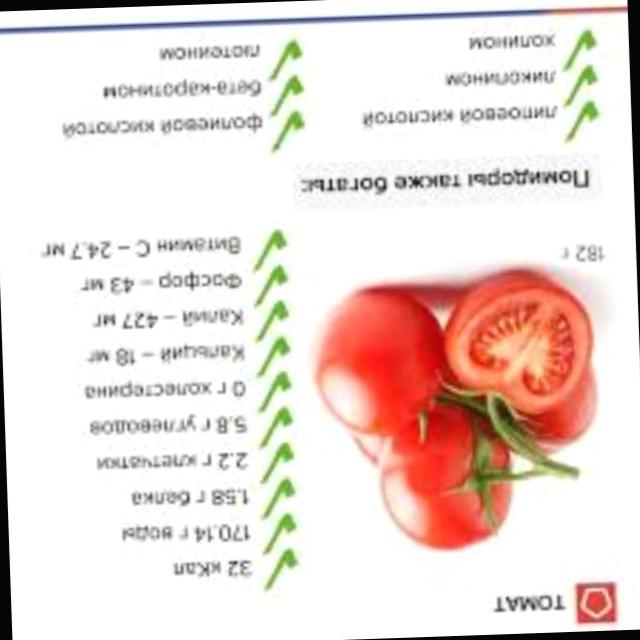 ТОМАТ
32 кКал
170.14 г воды
1.58 г белка
2.2 г клетчатки
5.8 г углеводов
0 г холестерина
Кальций – 18 мг
Калий – 427 мг
Фосфор – 43 мг
Витамин С – 24.7 мг
182 г
Помидоры также богаты:
липоевой кислотой
ликопином
холином
фолиевой кислотой
бета-каротином
лютеином